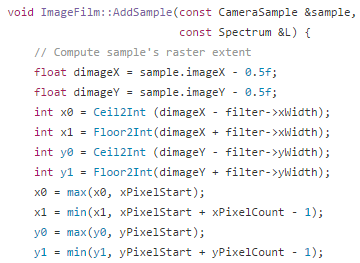 void ImageFilm::AddSample(const CameraSample &sample,
const Spectrum &L) {
// Compute sample's raster extent
float dimageX = sample.imageX - 0.5f;
float dimageY = sample.imageY - 0.5f;
int x0 = Ceil2Int (dimageX - filter->xWidth);
int x1 = Floor2Int(dimageX + filter->xWidth);
int y0 = Ceil2Int (dimageY - filter->yWidth);
int y1 = Floor2Int(dimageY + filter->yWidth);
x0 = max(x0, xPixelStart);
x1 = min(x1, xPixelStart + xPixelCount - 1);
y0 = max(y0, yPixelStart);
y1 = min(y1, yPixelStart + yPixelCount - 1);